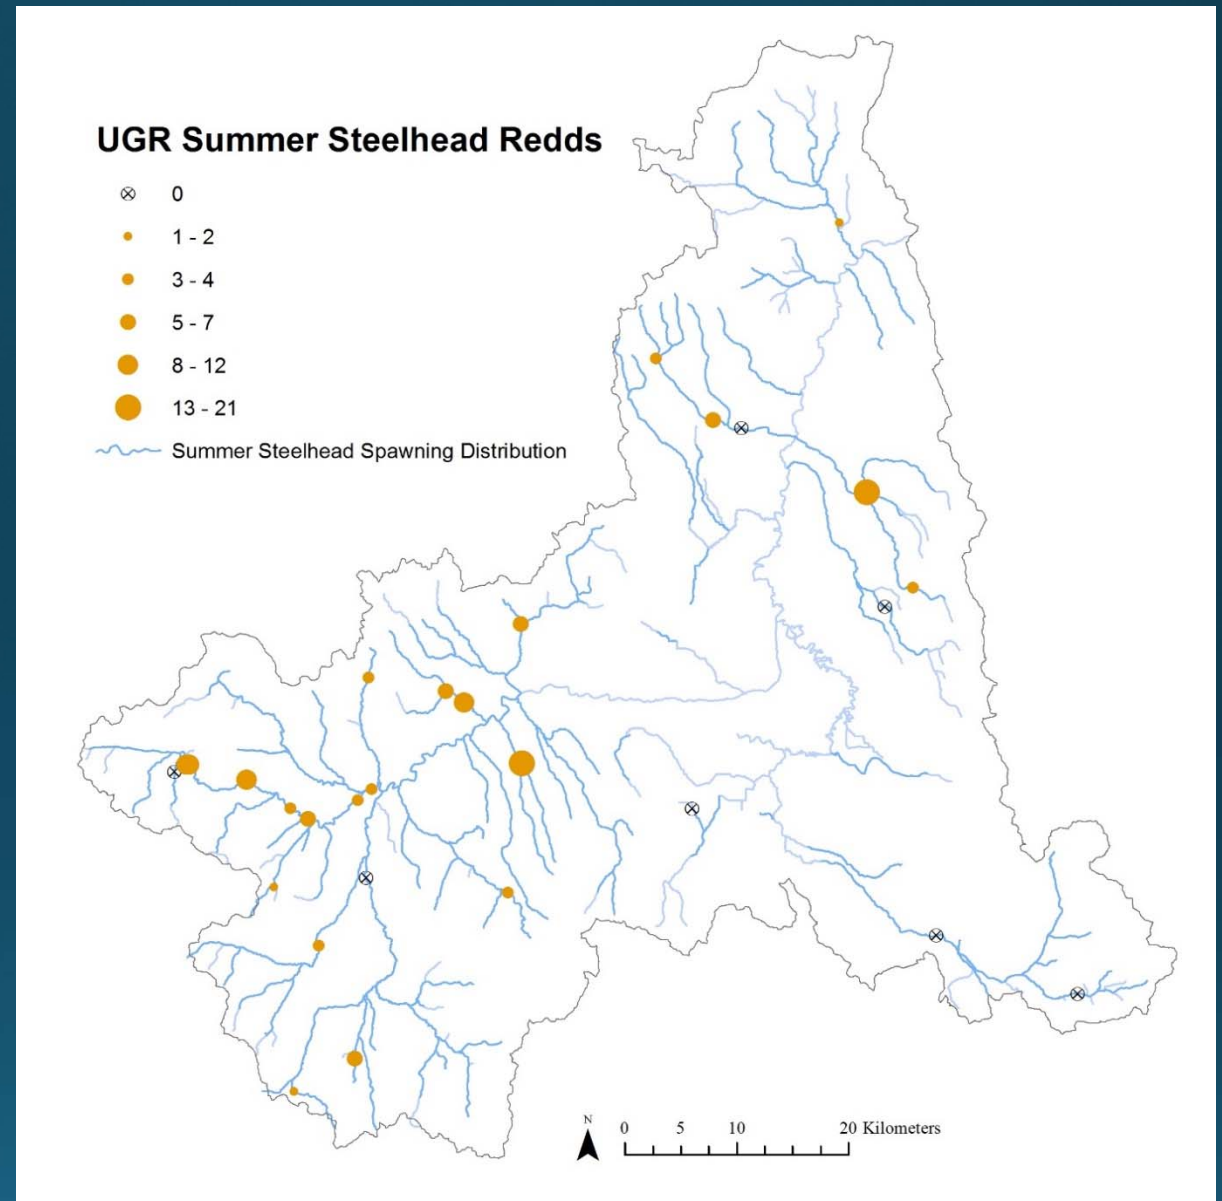 UGR Summer Steelhead Redds
0
1 - 2
3 - 4
5 - 7
8 - 12
13 - 21
Summer Steelhead Spawning Distribution
N
0 5 10 20 Kilometers